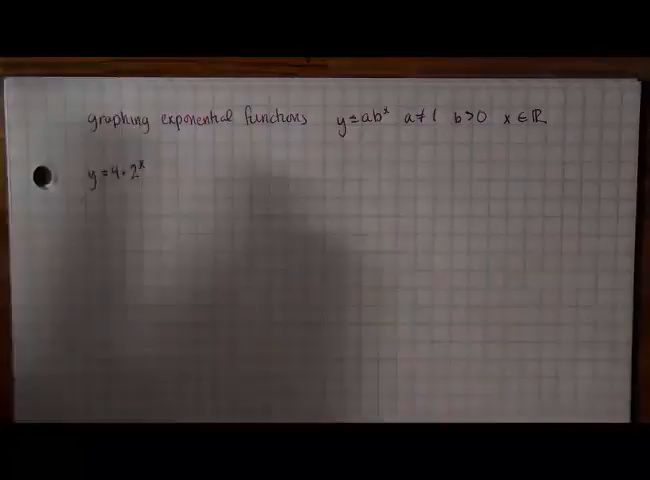 graphing exponential functions y = ab^x a ≠ 1 b > 0 x ∈ ℝ
y = 4 · 2^x